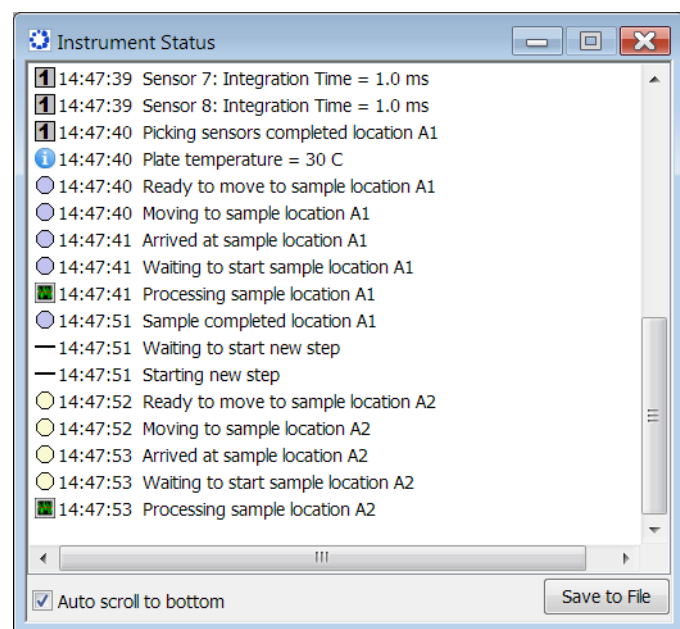 Instrument Status
1 14:47:39 Sensor 7: Integration Time = 1.0 ms
1 14:47:39 Sensor 8: Integration Time = 1.0 ms
1 14:47:40 Picking sensors completed location A1
i 14:47:40 Plate temperature = 30 C
14:47:40 Ready to move to sample location A1
14:47:40 Moving to sample location A1
14:47:41 Arrived at sample location A1
14:47:41 Waiting to start sample location A1
14:47:41 Processing sample location A1
14:47:51 Sample completed location A1
14:47:51 Waiting to start new step
14:47:51 Starting new step
14:47:52 Ready to move to sample location A2
14:47:52 Moving to sample location A2
14:47:53 Arrived at sample location A2
14:47:53 Waiting to start sample location A2
14:47:53 Processing sample location A2
Auto scroll to bottom
Save to File